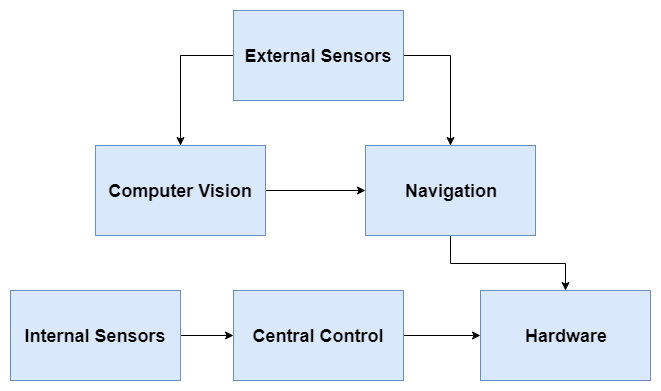 External Sensors
Computer Vision
Navigation
Internal Sensors
Central Control
Hardware